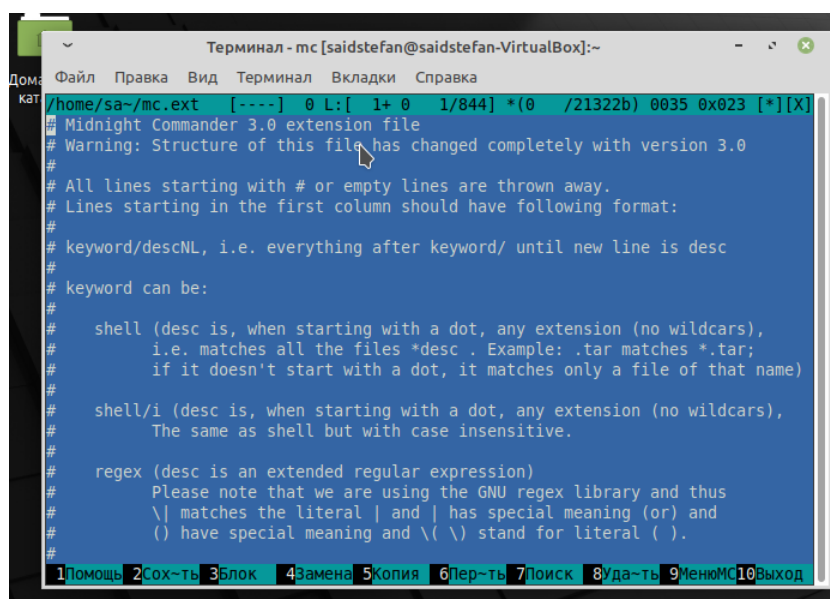 Терминал - mc [saidstefan@saidstefan-VirtualBox]:~
Файл Правка Вид Терминал Вкладки Справка
/home/sa~/mc.ext [----] 0 L:[ 1+ 0 1/844] *(0 /21322b) 0035 0x023 [*][X]
# Midnight Commander 3.0 extension file
# Warning: Structure of this file has changed completely with version 3.0
#
# All lines starting with # or empty lines are thrown away.
# Lines starting in the first column should have following format:
#
# keyword/descNL, i.e. everything after keyword/ until new line is desc
#
# keyword can be:
#
# shell (desc is, when starting with a dot, any extension (no wildcars),
# i.e. matches all the files *desc . Example: .tar matches *.tar;
# if it doesn't start with a dot, it matches only a file of that name)
#
# shell/i (desc is, when starting with a dot, any extension (no wildcars),
# The same as shell but with case insensitive.
#
# regex (desc is an extended regular expression)
# Please note that we are using the GNU regex library and thus
# \| matches the literal | and | has special meaning (or) and
# () have special meaning and \( \) stand for literal ( ).
#
1Помощь 2Сох~ть 3Блок 4Замена 5Копия 6Пер~ть 7Поиск 8Уда~ть 9МенюMC 10Выход